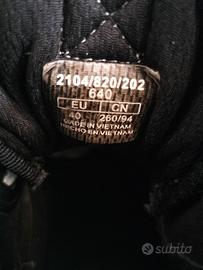 2104/820/202
640
EU CN
40 260/94
MADE IN VIETNAM
HECHO EN VIETNAM
subito